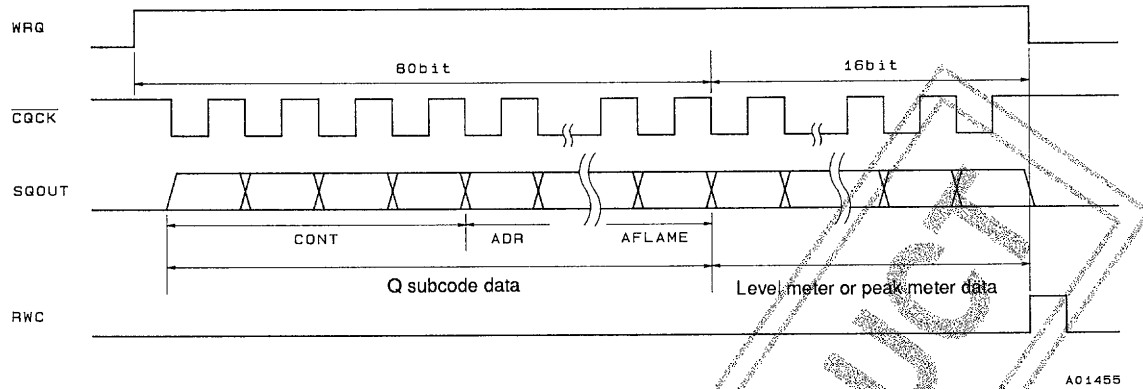 WRQ
80bit 16bit
CQCK
SQOUT
CONT ADR AFLAME
Q subcode data Level meter or peak meter data
RWC
A01455